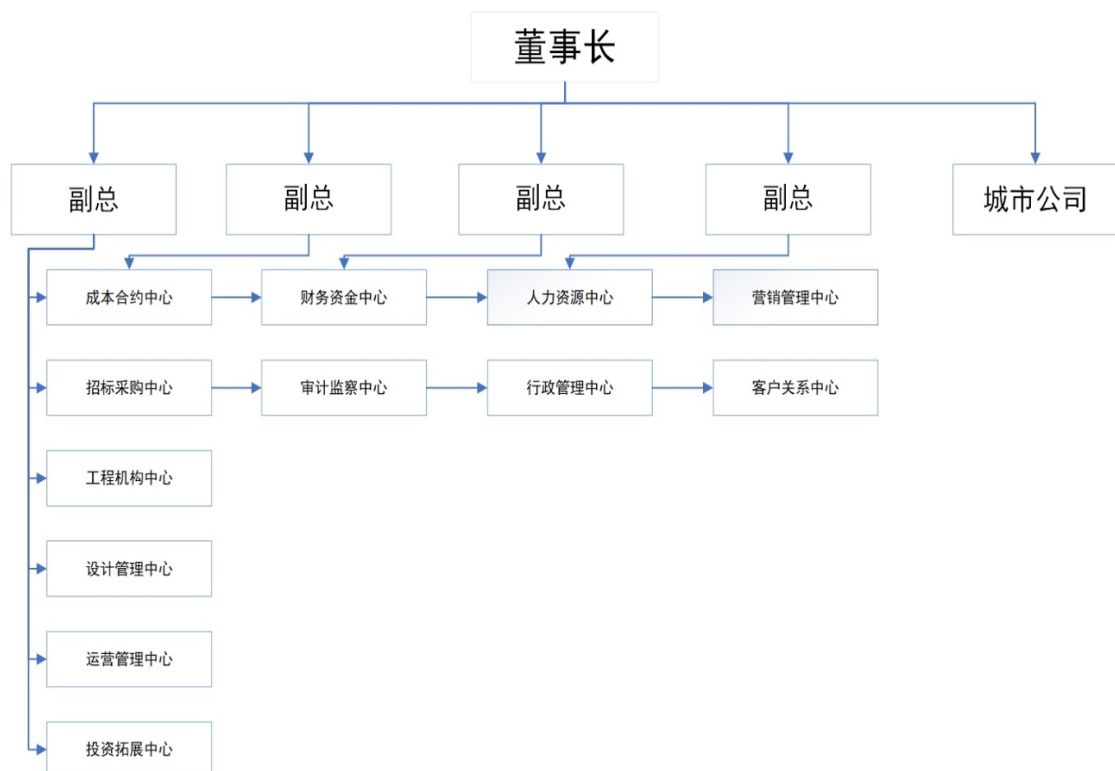 董事长
副总
副总
副总
副总
城市公司
成本合约中心
财务资金中心
人力资源中心
营销管理中心
招标采购中心
审计监察中心
行政管理中心
客户关系中心
工程机构中心
设计管理中心
运营管理中心
投资拓展中心